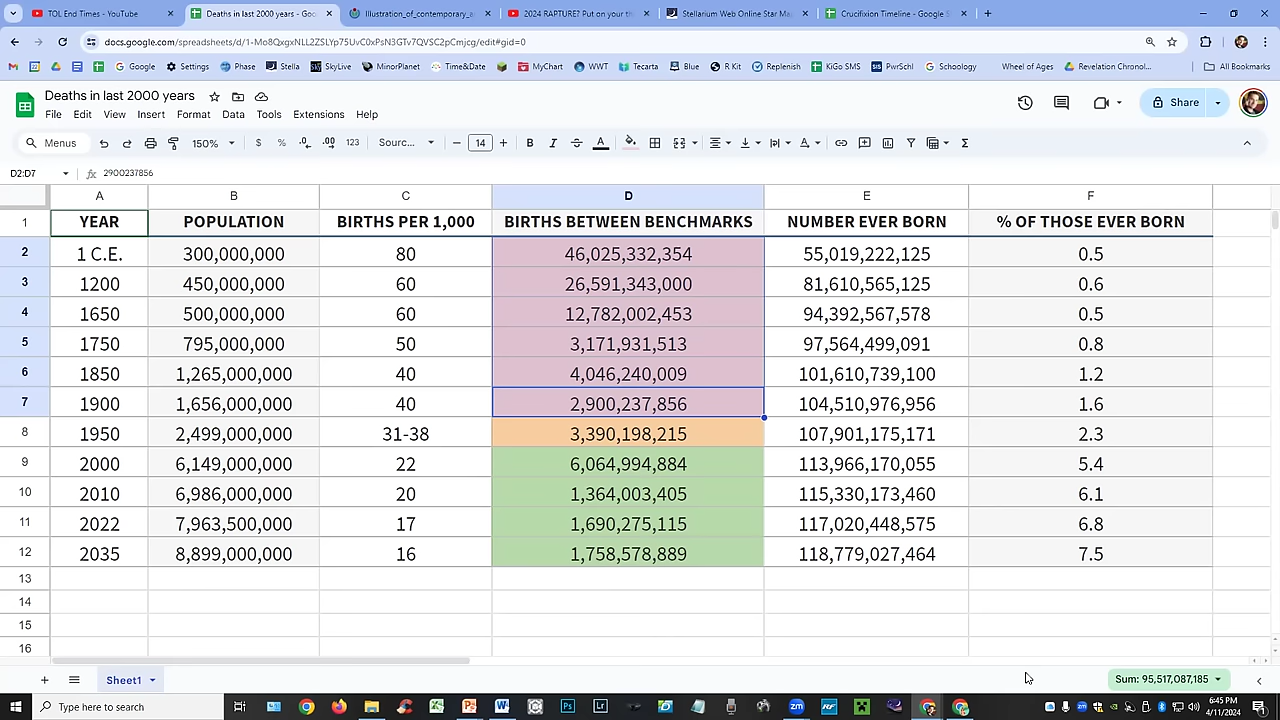 TOL End Times - YouTube
Deaths in last 2000 years - Goo
Illustration_of_contemporary_a
2024 RAPTURE? Put on your th
Stellarium Web Online Star Ma
Crucifixion Timeline - Google S
docs.google.com/spreadsheets/d/1-Mo8QxgxNLL2ZSLYp75UvC0xPsN3GTv7QVSC2pCmjcg/edit#gid=0
Google Settings Phase Stella SkyLive MinorPlanet Time&Date MyChart WWT Tecarta Blue R Kit Replenish KiGo SMS PwrSchl Schoology Wheel of Ages Revelation Chronol... All Bookmarks
Deaths in last 2000 years
File Edit View Insert Format Data Tools Extensions Help
Share
Menus 150% $ % .0 .00 123 Sourc... − 14 + B I A
D2:D7 fx 2900237856
A B C D E F
1 YEAR POPULATION BIRTHS PER 1,000 BIRTHS BETWEEN BENCHMARKS NUMBER EVER BORN % OF THOSE EVER BORN
2 1 C.E. 300,000,000 80 46,025,332,354 55,019,222,125 0.5
3 1200 450,000,000 60 26,591,343,000 81,610,565,125 0.6
4 1650 500,000,000 60 12,782,002,453 94,392,567,578 0.5
5 1750 795,000,000 50 3,171,931,513 97,564,499,091 0.8
6 1850 1,265,000,000 40 4,046,240,009 101,610,739,100 1.2
7 1900 1,656,000,000 40 2,900,237,856 104,510,976,956 1.6
8 1950 2,499,000,000 31-38 3,390,198,215 107,901,175,171 2.3
9 2000 6,149,000,000 22 6,064,994,884 113,966,170,055 5.4
10 2010 6,986,000,000 20 1,364,003,405 115,330,173,460 6.1
11 2022 7,963,500,000 17 1,690,275,115 117,020,448,575 6.8
12 2035 8,899,000,000 16 1,758,578,889 118,779,027,464 7.5
13
14
15
16
Sheet1
Sum: 95,517,087,185
Type here to search
6:45 PM
4/11/2024